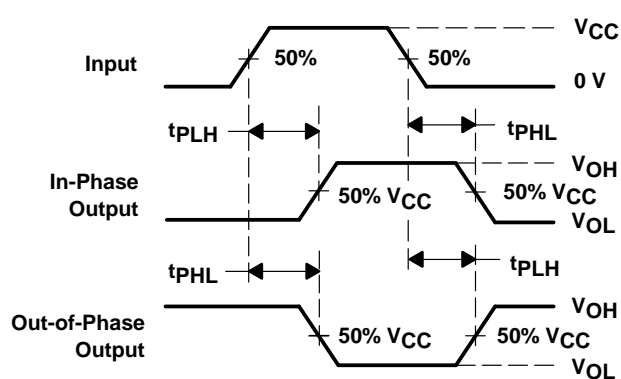 VCC
Input
50%
50%
0 V
tPLH
tPHL
In-Phase
Output
VOH
50% VCC
50% VCC
VOL
tPHL
tPLH
Out-of-Phase
Output
VOH
50% VCC
50% VCC
VOL